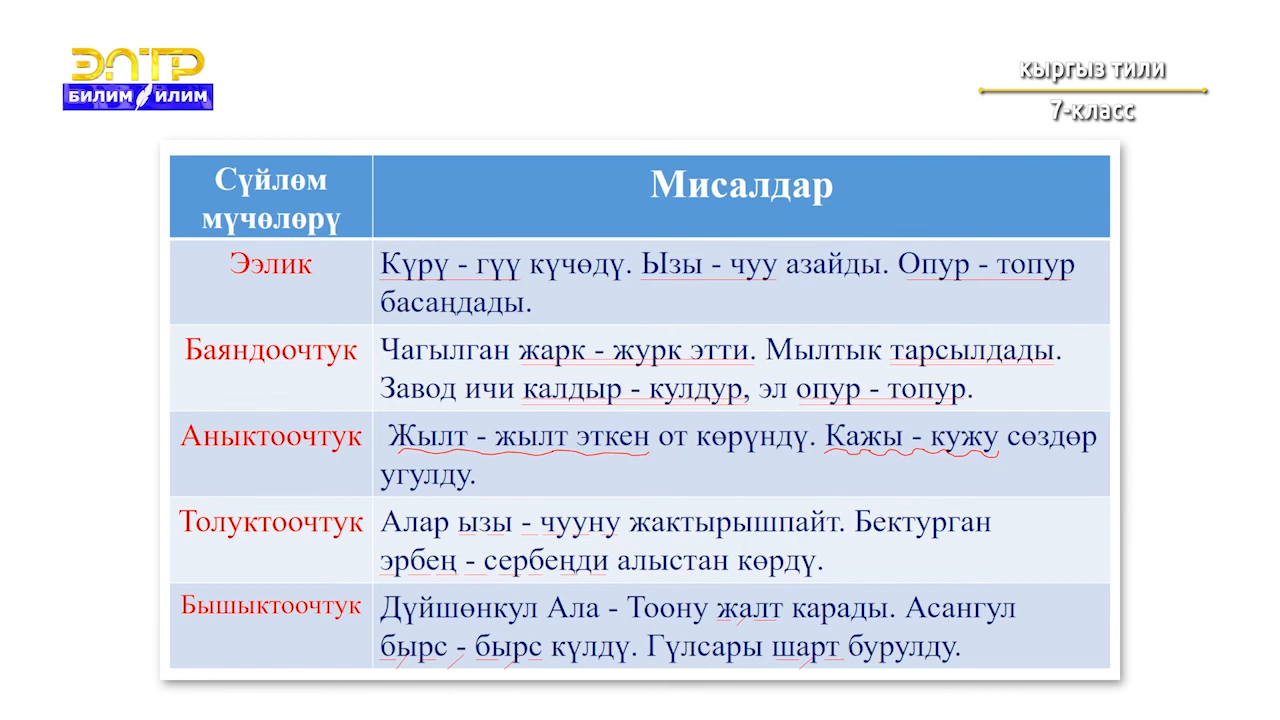 ЭЛТР
БИЛИМ ИЛИМ
кыргыз тили
7-класс
Сүйлөм
мүчөлөрү
Мисалдар
Ээлик
Күрү - гүү күчөдү. Ызы - чуу азайды. Опур - топур
басаңдады.
Баяндоочтук
Чагылган жарк - журк этти. Мылтык тарсылдады.
Завод ичи калдыр - кулдур, эл опур - топур.
Аныктоочтук
Жылт - жылт эткен от көрүндү. Кажы - кужу сөздөр
угулду.
Толуктоочтук
Алар ызы - чууну жактырышпайт. Бектурган
эрбең - сербеңди алыстан көрдү.
Бышыктоочтук
Дүйшөнкул Ала - Тоону жалт карады. Асангул
бырс - бырс күлдү. Гүлсары шарт бурулду.